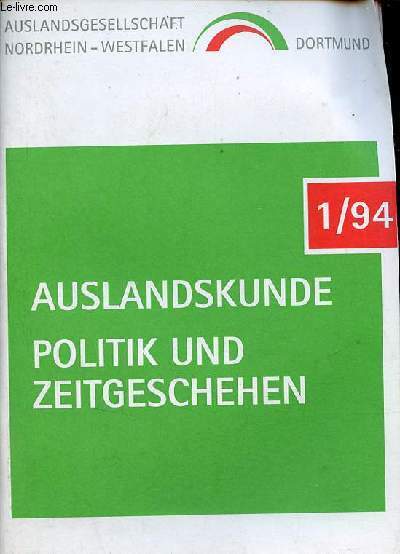 Le-livre.com
AUSLANDSGESELLSCHAFT
NORDRHEIN-WESTFALEN DORTMUND
1/94
AUSLANDSKUNDE
POLITIK UND
ZEITGESCHEHEN